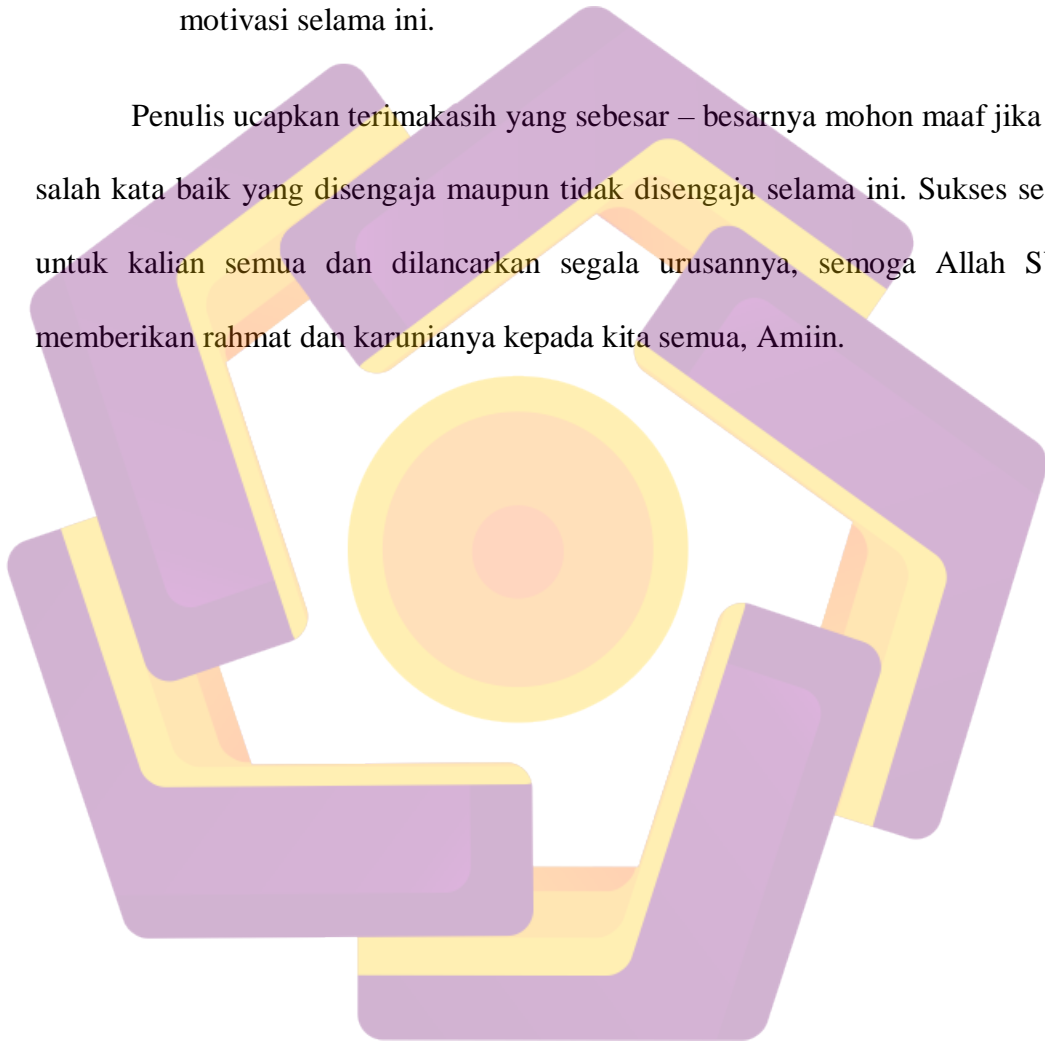 motivasi selama ini.
Penulis ucapkan terimakasih yang sebesar – besarnya mohon maaf jika
salah kata baik yang disengaja maupun tidak disengaja selama ini. Sukses
untuk kalian semua dan dilancarkan segala urusannya, semoga Allah
memberikan rahmat dan karunianya kepada kita semua, Amiin.